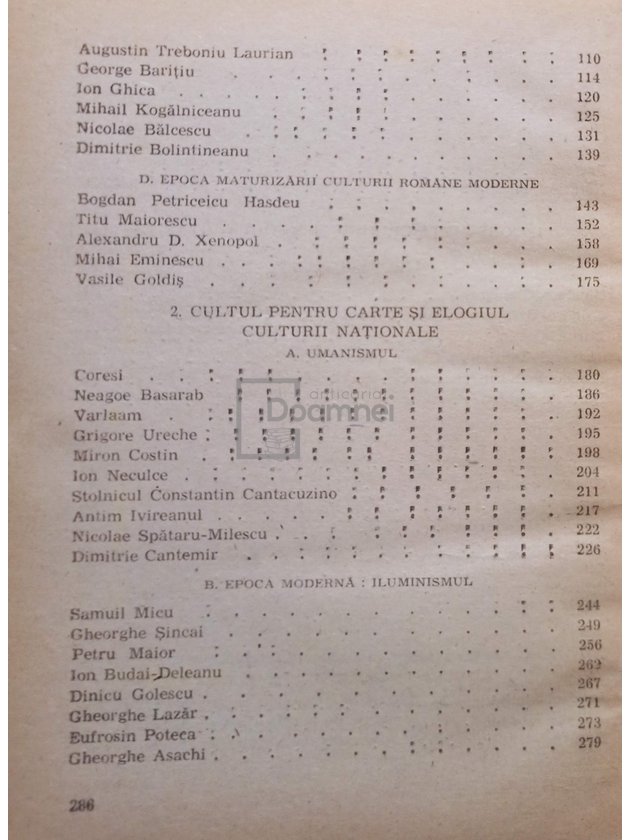 Augustin Treboniu Laurian 110
George Barițiu 114
Ion Ghica 120
Mihail Kogălniceanu 125
Nicolae Bălcescu 131
Dimitrie Bolintineanu 139
D. EPOCA MATURIZĂRII CULTURII ROMÂNE MODERNE
Bogdan Petriceicu Hasdeu 143
Titu Maiorescu 152
Alexandru D. Xenopol 158
Mihai Eminescu 169
Vasile Goldiș 175
2. CULTUL PENTRU CARTE ȘI ELOGIUL
CULTURII NAȚIONALE
A. UMANISMUL
Coresi 180
Neagoe Basarab 186
Varlaam 192
Grigore Ureche 195
Miron Costin 198
Ion Neculce 204
Stolnicul Constantin Cantacuzino 211
Antim Ivireanul 217
Nicolae Spătaru-Milescu 222
Dimitrie Cantemir 226
anticariat
Doamnei
B. EPOCA MODERNĂ : ILUMINISMUL
Samuil Micu 244
Gheorghe Șincai 249
Petru Maior 256
Ion Budai-Deleanu 262
Dinicu Golescu 267
Gheorghe Lazăr 271
Eufrosin Poteca 273
Gheorghe Asachi 279
286